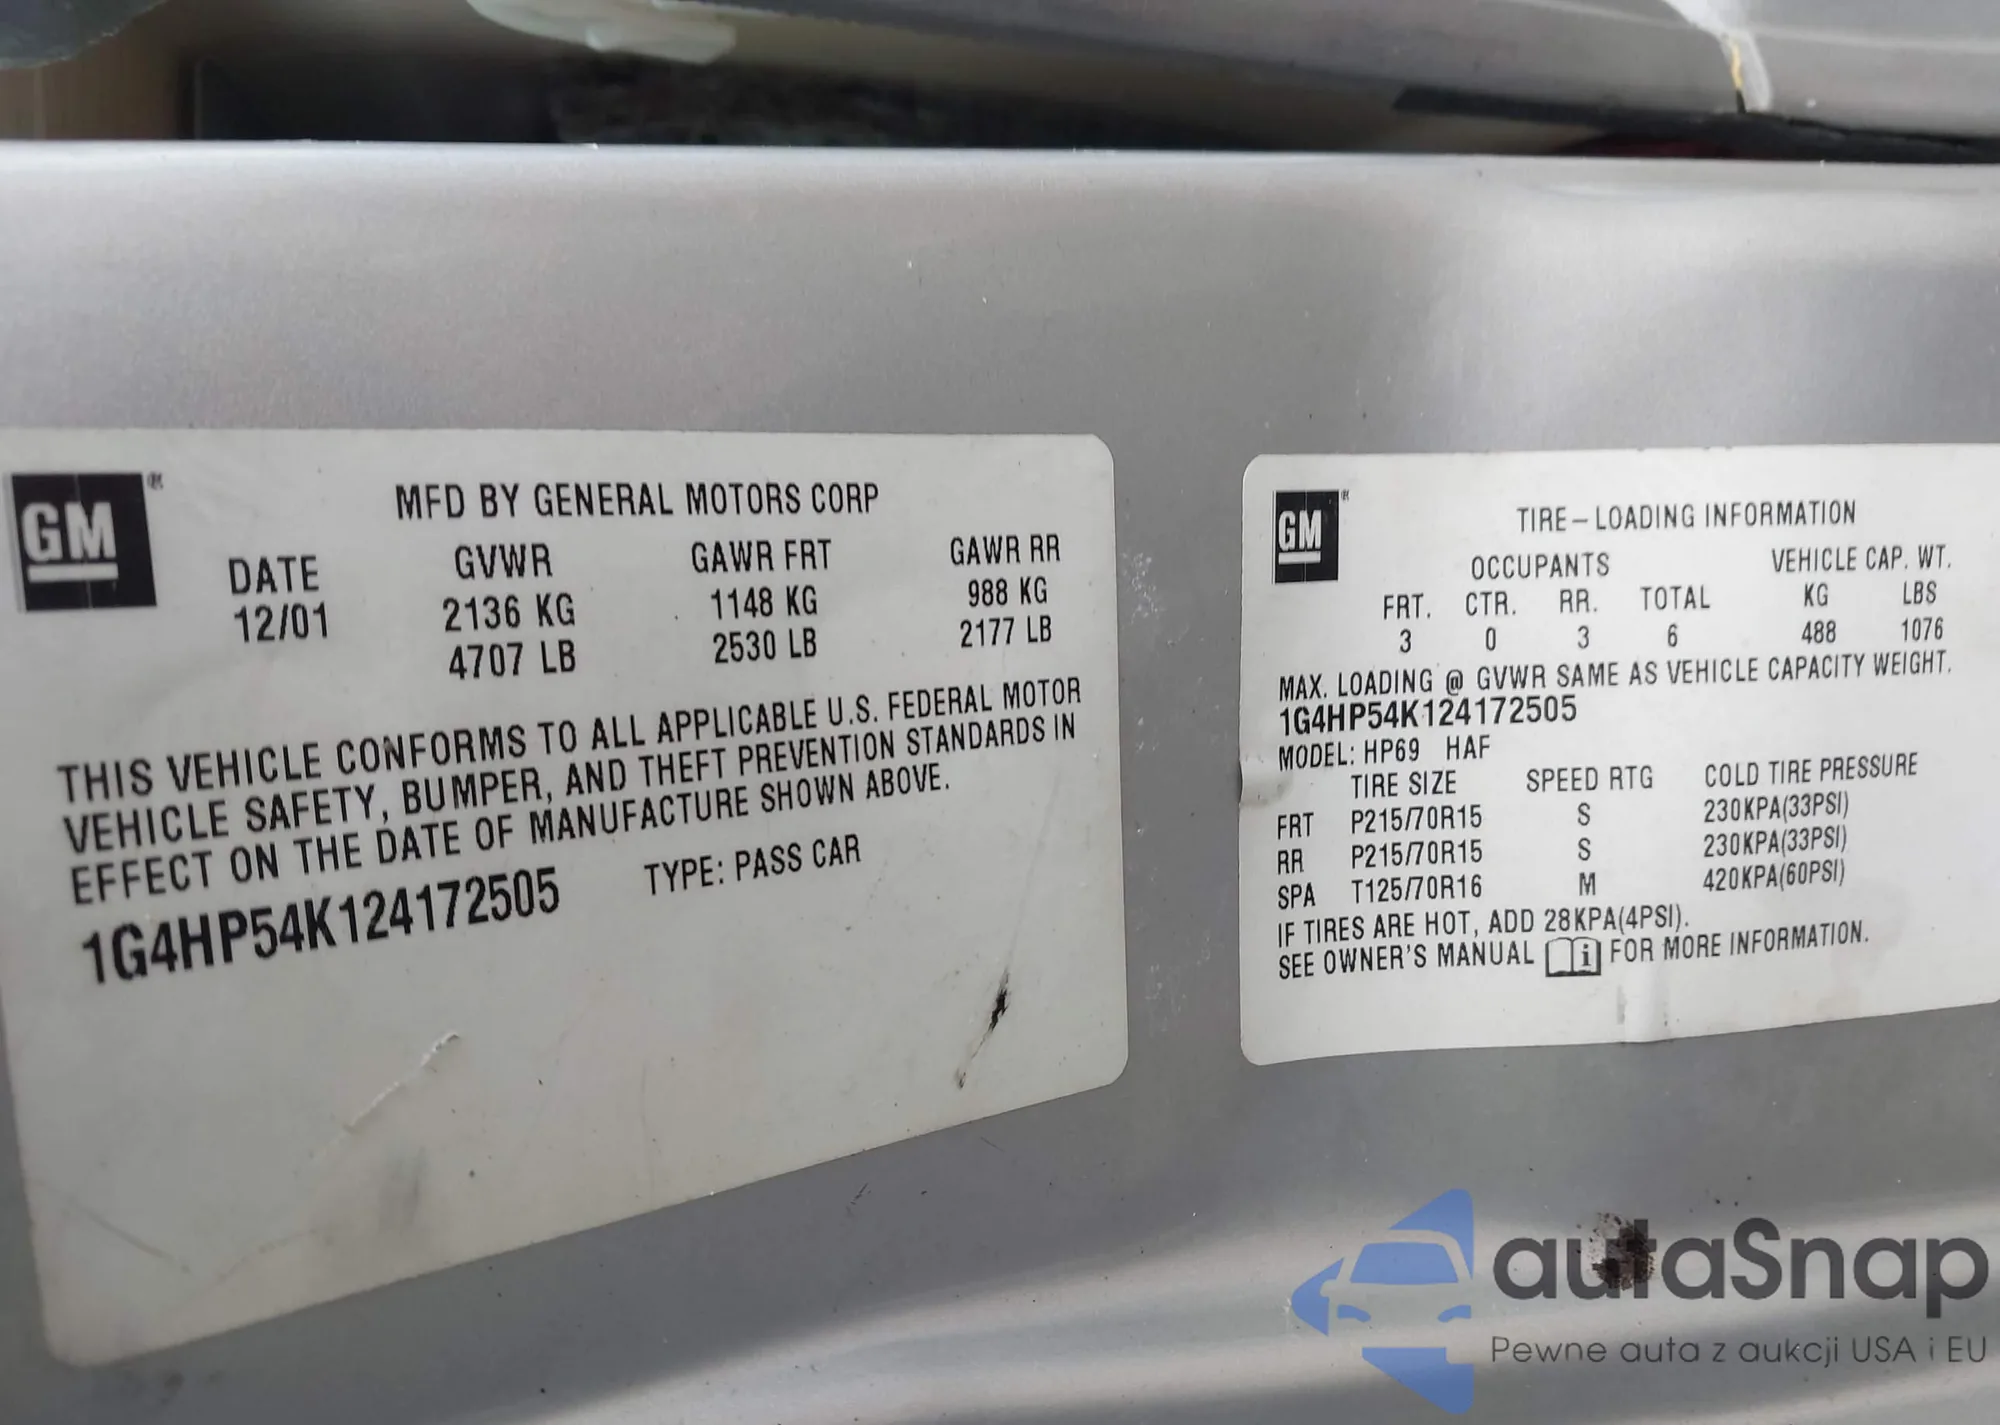 GM®
MFD BY GENERAL MOTORS CORP
DATE GVWR GAWR FRT GAWR RR
12/01 2136 KG 1148 KG 988 KG
4707 LB 2530 LB 2177 LB
THIS VEHICLE CONFORMS TO ALL APPLICABLE U.S. FEDERAL MOTOR
VEHICLE SAFETY, BUMPER, AND THEFT PREVENTION STANDARDS IN
EFFECT ON THE DATE OF MANUFACTURE SHOWN ABOVE.
1G4HP54K124172505 TYPE: PASS CAR
GM®
TIRE-LOADING INFORMATION
OCCUPANTS VEHICLE CAP. WT.
FRT. CTR. RR. TOTAL KG LBS
3 0 3 6 488 1076
MAX. LOADING @ GVWR SAME AS VEHICLE CAPACITY WEIGHT.
1G4HP54K124172505
MODEL: HP69 HAF
TIRE SIZE SPEED RTG COLD TIRE PRESSURE
FRT P215/70R15 S 230KPA(33PSI)
RR P215/70R15 S 230KPA(33PSI)
SPA T125/70R16 M 420KPA(60PSI)
IF TIRES ARE HOT, ADD 28KPA(4PSI).
SEE OWNER'S MANUAL i FOR MORE INFORMATION.
autaSnap
Pewne auta z aukcji USA i EU